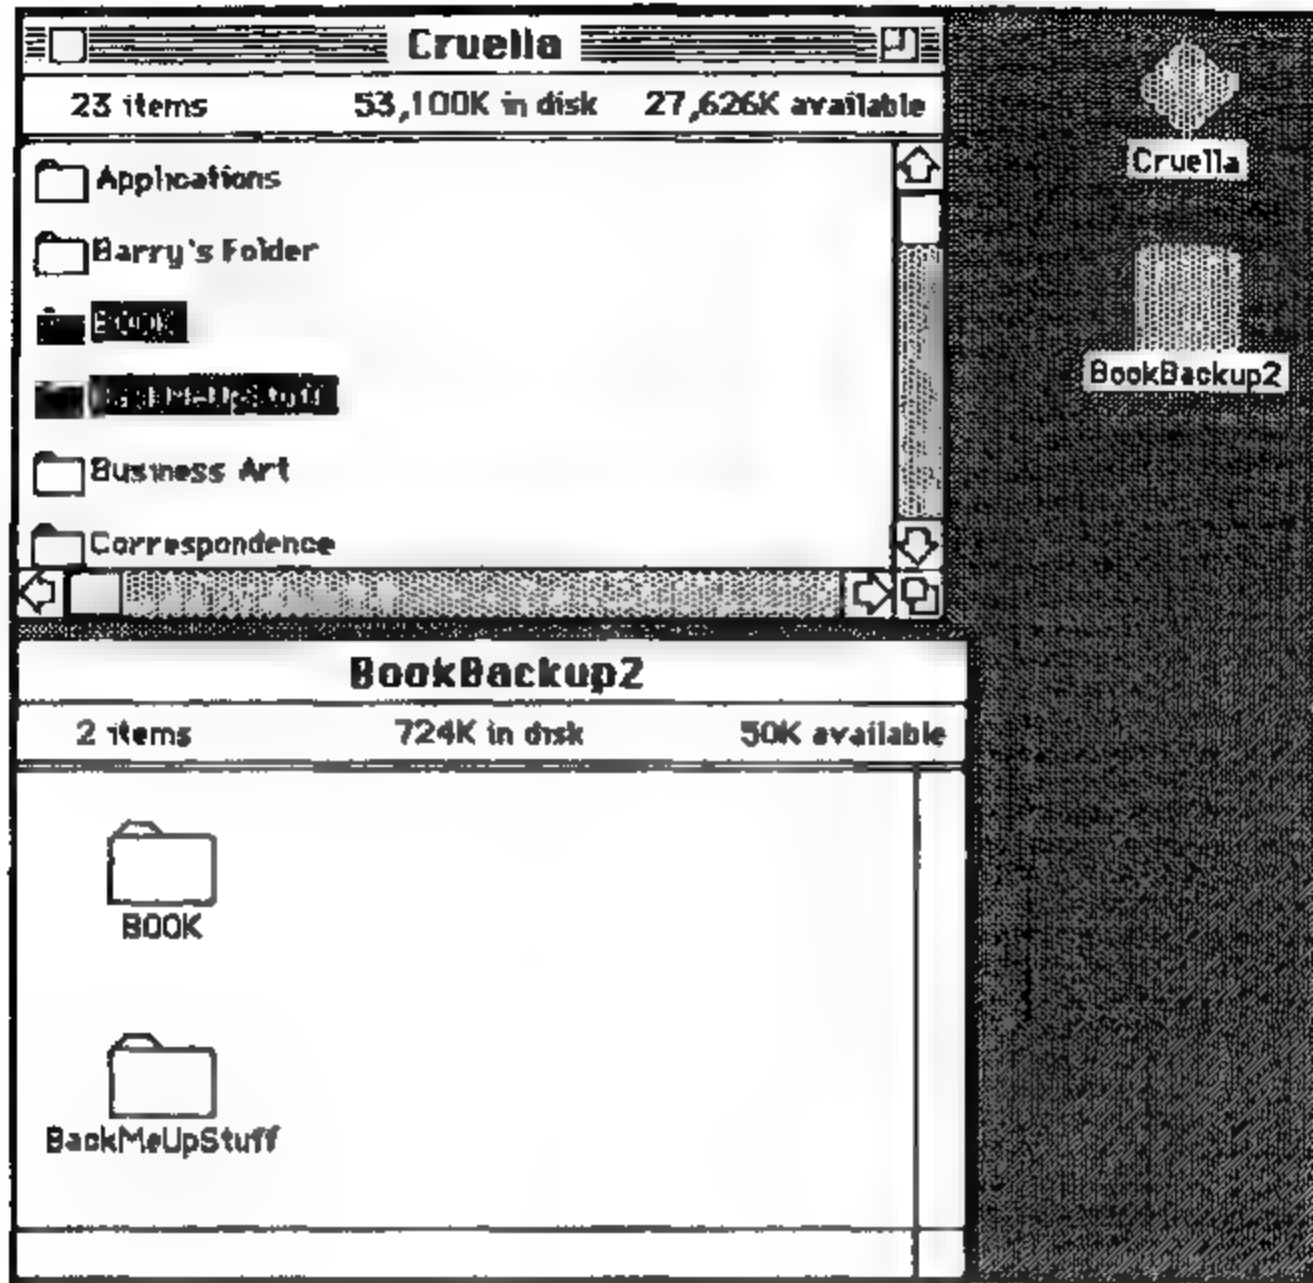 Cruella
23 items 53,100K in disk 27,626K available
Applications
Barry's Folder
BOOK
BackMeUpStuff
Business Art
Correspondence
Cruella
BookBackup2
BookBackup2
2 items 724K in disk 50K available
BOOK
BackMeUpStuff